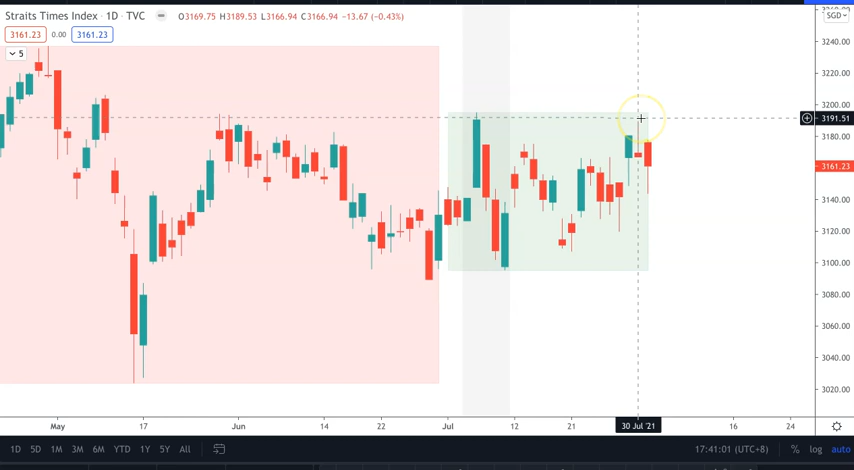 Straits Times Index · 1D · TVC O3169.75 H3189.53 L3166.94 C3166.94 −13.67 (−0.43%)
SGD
3161.23 0.00 3161.23
5
3240.00
3220.00
3200.00
3191.51
3180.00
3161.23
3140.00
3120.00
3100.00
3080.00
3060.00
3040.00
3020.00
May 17 Jun 14 22 Jul 12 21 30 Jul '21 16 24
1D 5D 1M 3M 6M YTD 1Y 5Y All 17:41:01 (UTC+8) % log auto